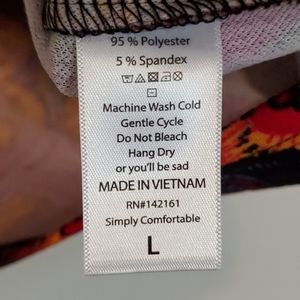 95 % Polyester
5 % Spandex
Machine Wash Cold
Gentle Cycle
Do Not Bleach
Hang Dry
or you'll be sad
MADE IN VIETNAM
RN#142161
Simply Comfortable
L